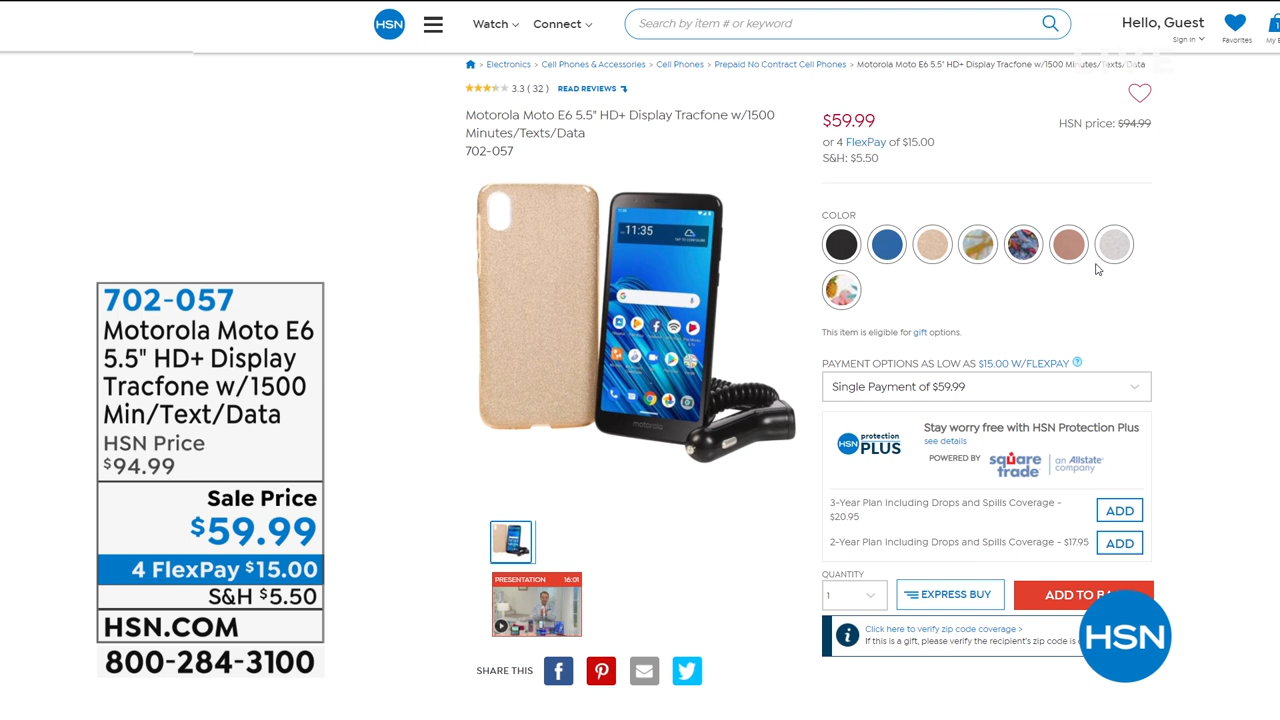 HSN
Watch
Connect
Search by item # or keyword
Hello, Guest
Sign In
Favorites
Electronics > Cell Phones & Accessories > Cell Phones > Prepaid No Contract Cell Phones > Motorola Moto E6 5.5" HD+ Display Tracfone w/1500 Minutes/Texts/Data
3.3 ( 32 ) READ REVIEWS
Motorola Moto E6 5.5" HD+ Display Tracfone w/1500
Minutes/Texts/Data
702-057
$59.99
HSN price: $94.99
or 4 FlexPay of $15.00
S&H: $5.50
COLOR
This item is eligible for gift options.
PAYMENT OPTIONS AS LOW AS $15.00 W/FLEXPAY ?
Single Payment of $59.99
HSN protection PLUS
Stay worry free with HSN Protection Plus
see details
POWERED BY square trade an Allstate company
3-Year Plan Including Drops and Spills Coverage -
$20.95
ADD
2-Year Plan Including Drops and Spills Coverage - $17.95
ADD
QUANTITY
1
EXPRESS BUY
ADD TO
Click here to verify zip code coverage >
If this is a gift, please verify the recipient's zip code is
HSN
11:35
motorola
PRESENTATION 16:01
SHARE THIS
702-057
Motorola Moto E6
5.5" HD+ Display
Tracfone w/1500
Min/Text/Data
HSN Price
$94.99
Sale Price
$59.99
4 FlexPay $15.00
S&H $5.50
HSN.COM
800-284-3100